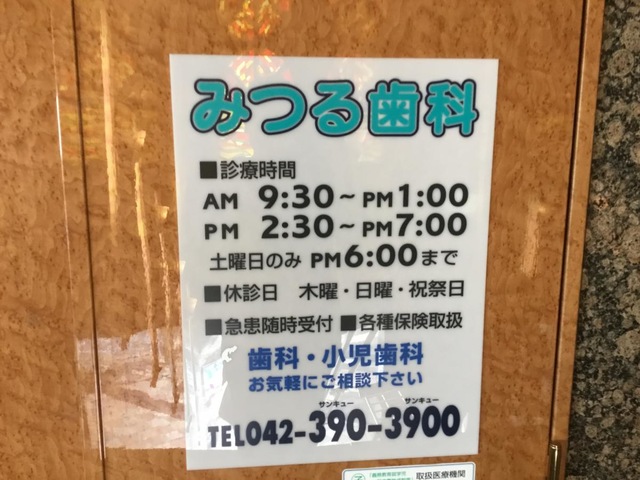 みつる歯科
■診療時間
AM 9:30～PM1:00
PM 2:30～PM7:00
土曜日のみ PM6:00まで
■休診日 木曜・日曜・祝祭日
■急患随時受付 ■各種保険取扱
歯科・小児歯科
お気軽にご相談下さい
サンキュー サンキュー
TEL042-390-3900
取扱医療機関